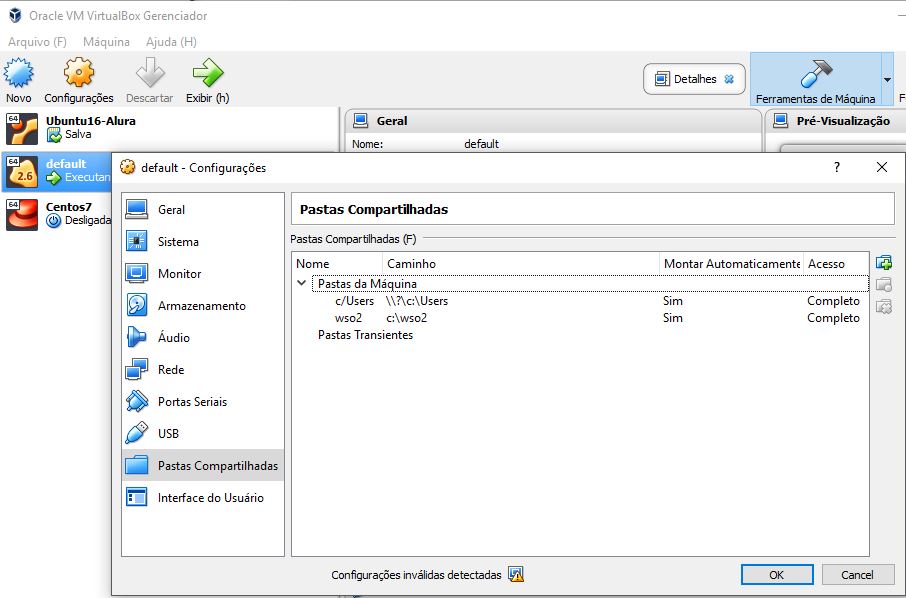 Oracle VM VirtualBox Gerenciador
Arquivo (F) Máquina Ajuda (H)
Novo Configurações Descartar Exibir (h)
Detalhes
Ferramentas de Máquina
F
64 Ubuntu16-Alura
Salva
64 2.6 default
Executan
64 Centos7
Desligada
Geral
Nome: default
Pré-Visualização
default - Configurações
?
Geral
Sistema
Monitor
Armazenamento
Áudio
Rede
Portas Seriais
USB
Pastas Compartilhadas
Interface do Usuário
Pastas Compartilhadas
Pastas Compartilhadas (F)
Nome Caminho Montar Automaticamente Acesso
Pastas da Máquina
c/Users \\?\c:\Users Sim Completo
wso2 c:\wso2 Sim Completo
Pastas Transientes
Configurações inválidas detectadas
OK Cancel